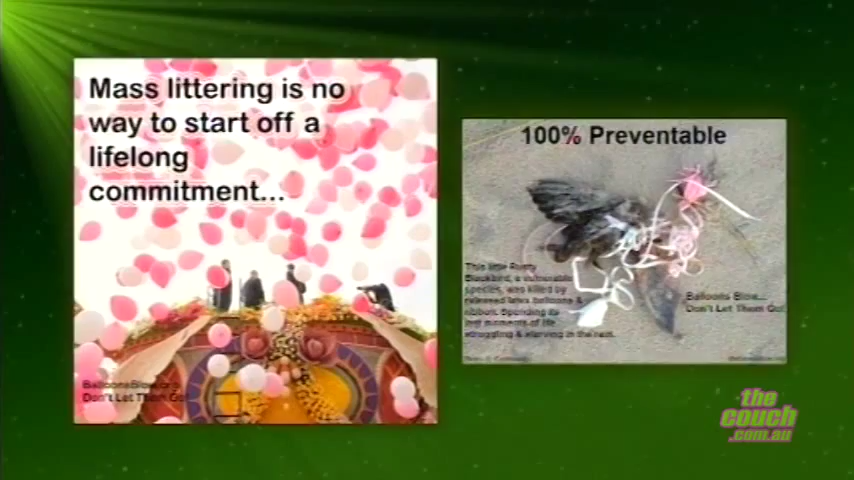 Mass littering is no
way to start off a
lifelong
commitment...
BalloonsBlow.org
Don't Let Them Go!
100% Preventable
This little Rusty
Blackbird, a vulnerable
species, was killed by
released latex balloons &
ribbon. Spending its
last moments of life
struggling & starving in the nest.
Balloons Blow...
Don't Let Them Go!
the
couch
.com.au